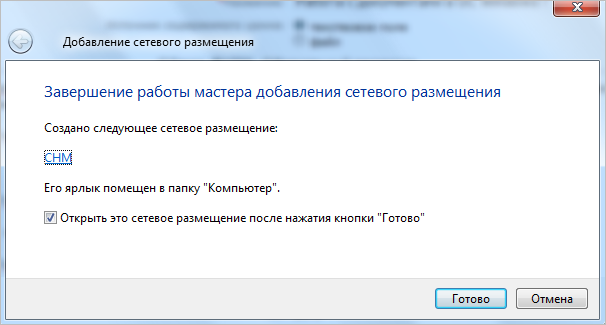 Добавление сетевого размещения
Завершение работы мастера добавления сетевого размещения
Создано следующее сетевое размещение:
CHM
Его ярлык помещен в папку "Компьютер".
Открыть это сетевое размещение после нажатия кнопки "Готово"
Готово
Отмена